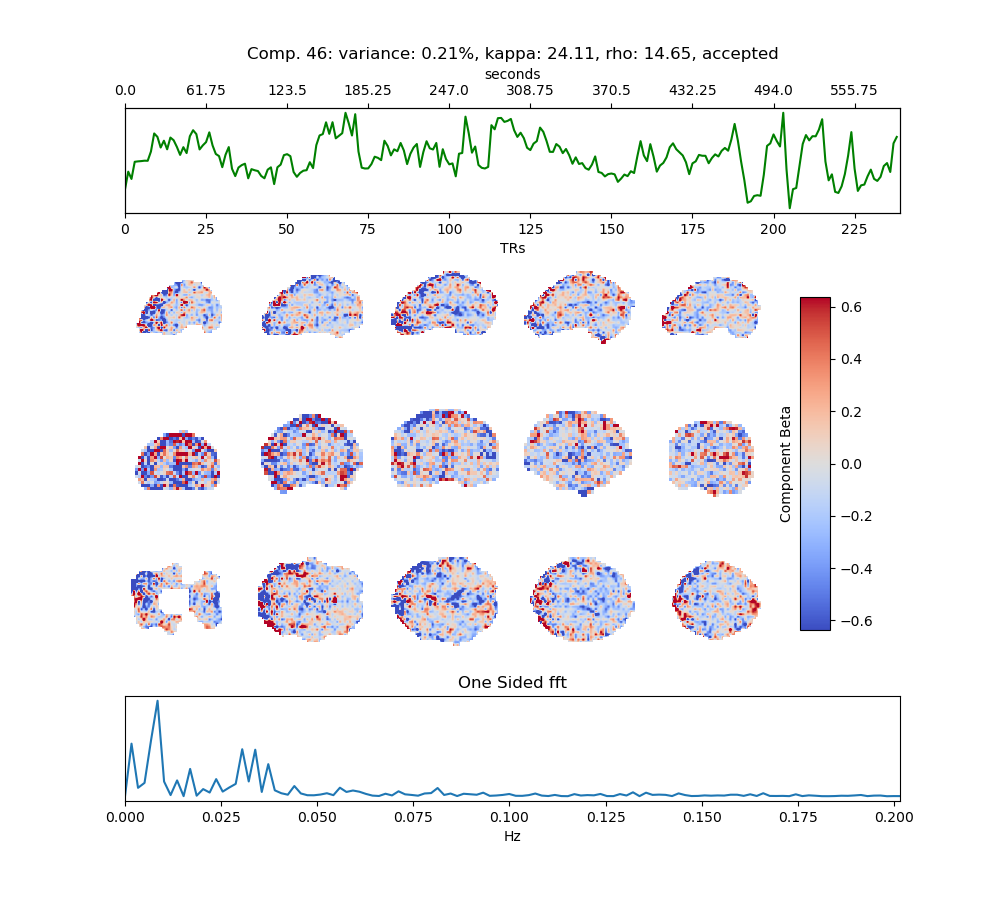 Comp. 46: variance: 0.21%, kappa: 24.11, rho: 14.65, accepted
seconds
0.0 61.75 123.5 185.25 247.0 308.75 370.5 432.25 494.0 555.75
0 25 50 75 100 125 150 175 200 225
TRs
0.6
0.4
0.2
0.0
−0.2
−0.4
−0.6
Component Beta
One Sided fft
0.000 0.025 0.050 0.075 0.100 0.125 0.150 0.175 0.200
Hz